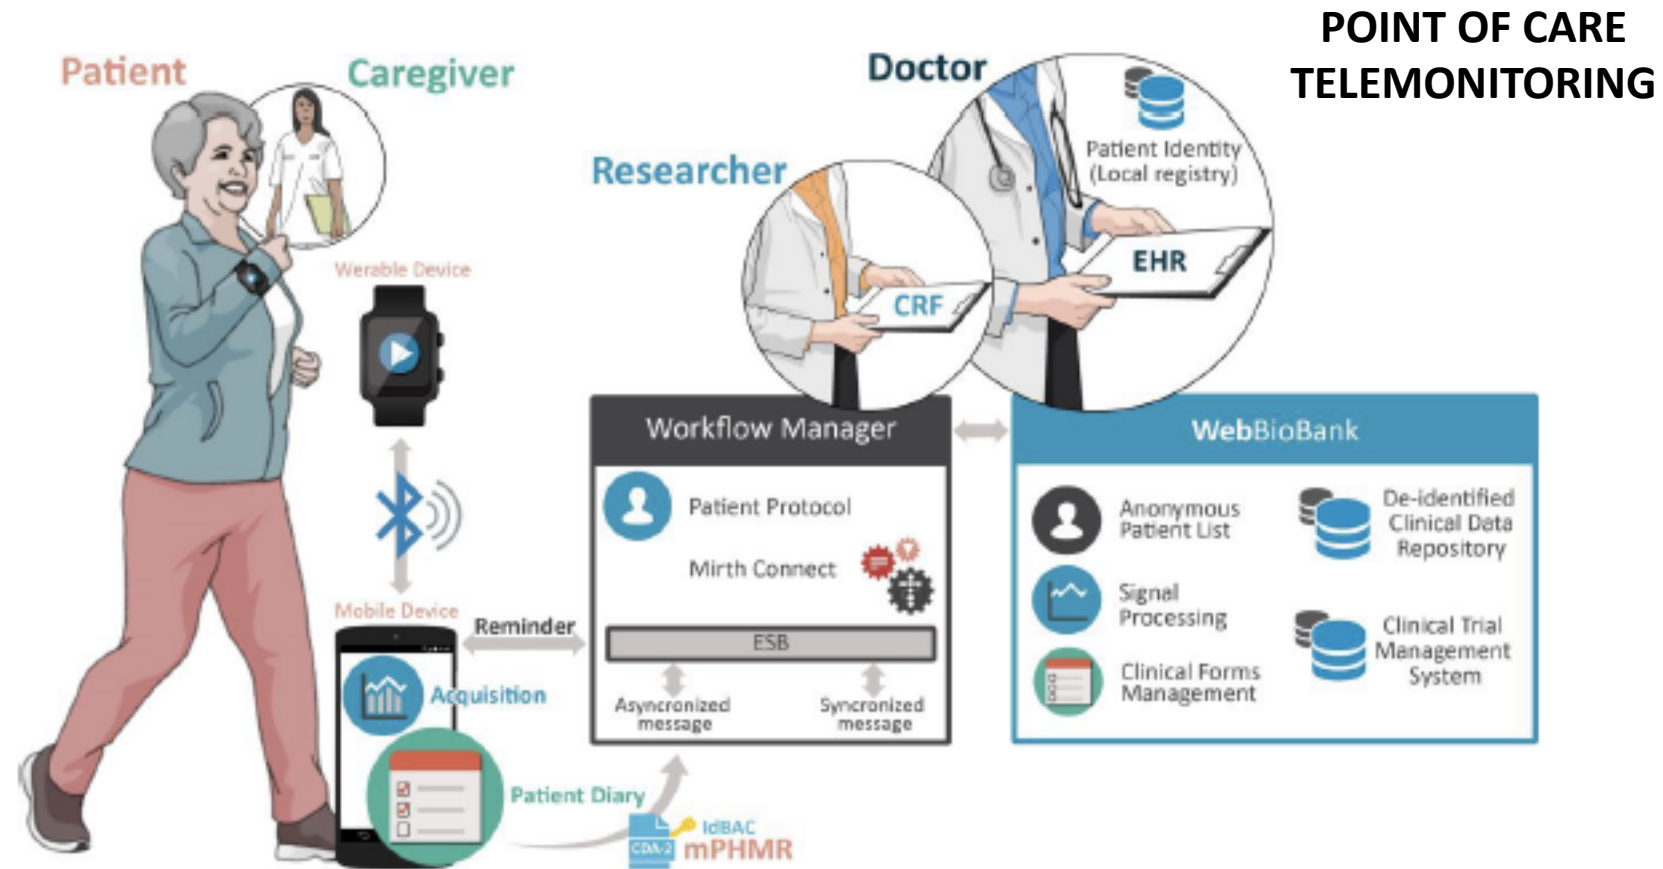 POINT OF CARE
TELEMONITORING
Patient
Caregiver
Doctor
Researcher
Patient Identity
(Local registry)
EHR
CRF
Werable Device
Workflow Manager
WebBioBank
Patient Protocol
Mirth Connect
ESB
Asyncronized
message
Syncronized
message
Anonymous
Patient List
Signal
Processing
Clinical Forms
Management
De-identified
Clinical Data
Repository
Clinical Trial
Management
System
Mobile Device
Reminder
Acquisition
Patient Diary
IdBAC
CDA-2
mPHMR